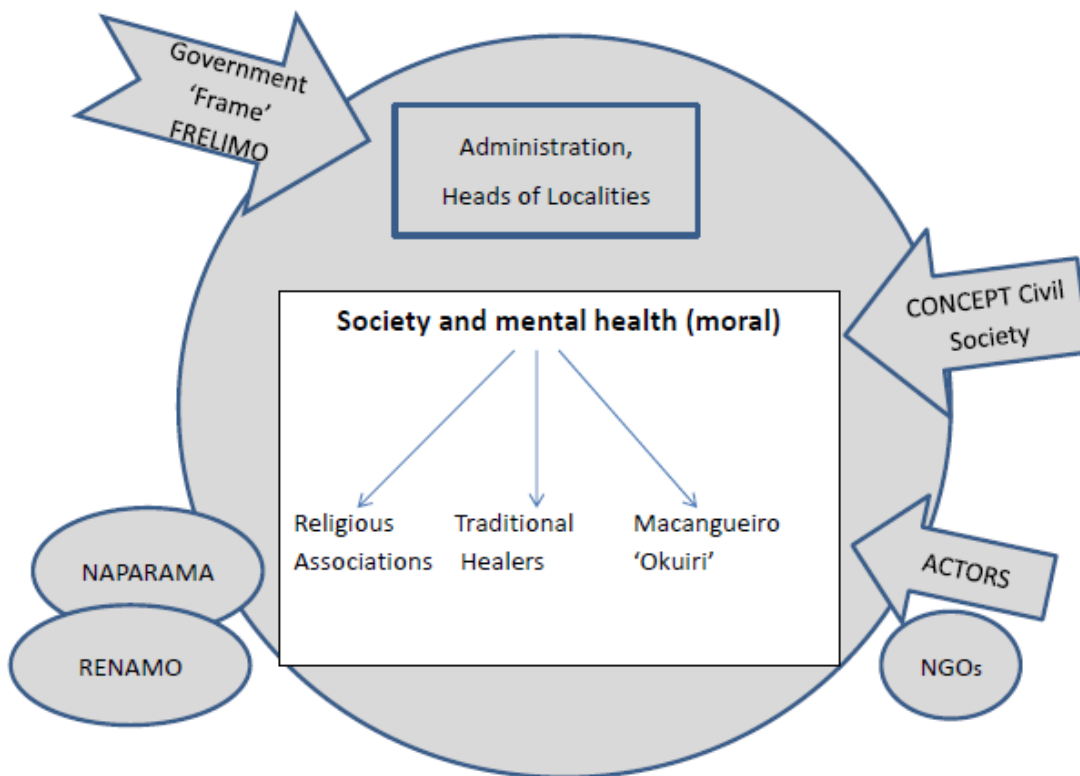 Government
‘Frame’
FRELIMO
Administration,
Heads of Localities
CONCEPT Civil
Society
Society and mental health (moral)
Religious
Associations
Traditional
Healers
Macangueiro
‘Okuiri’
NAPARAMA
RENAMO
ACTORS
NGOs